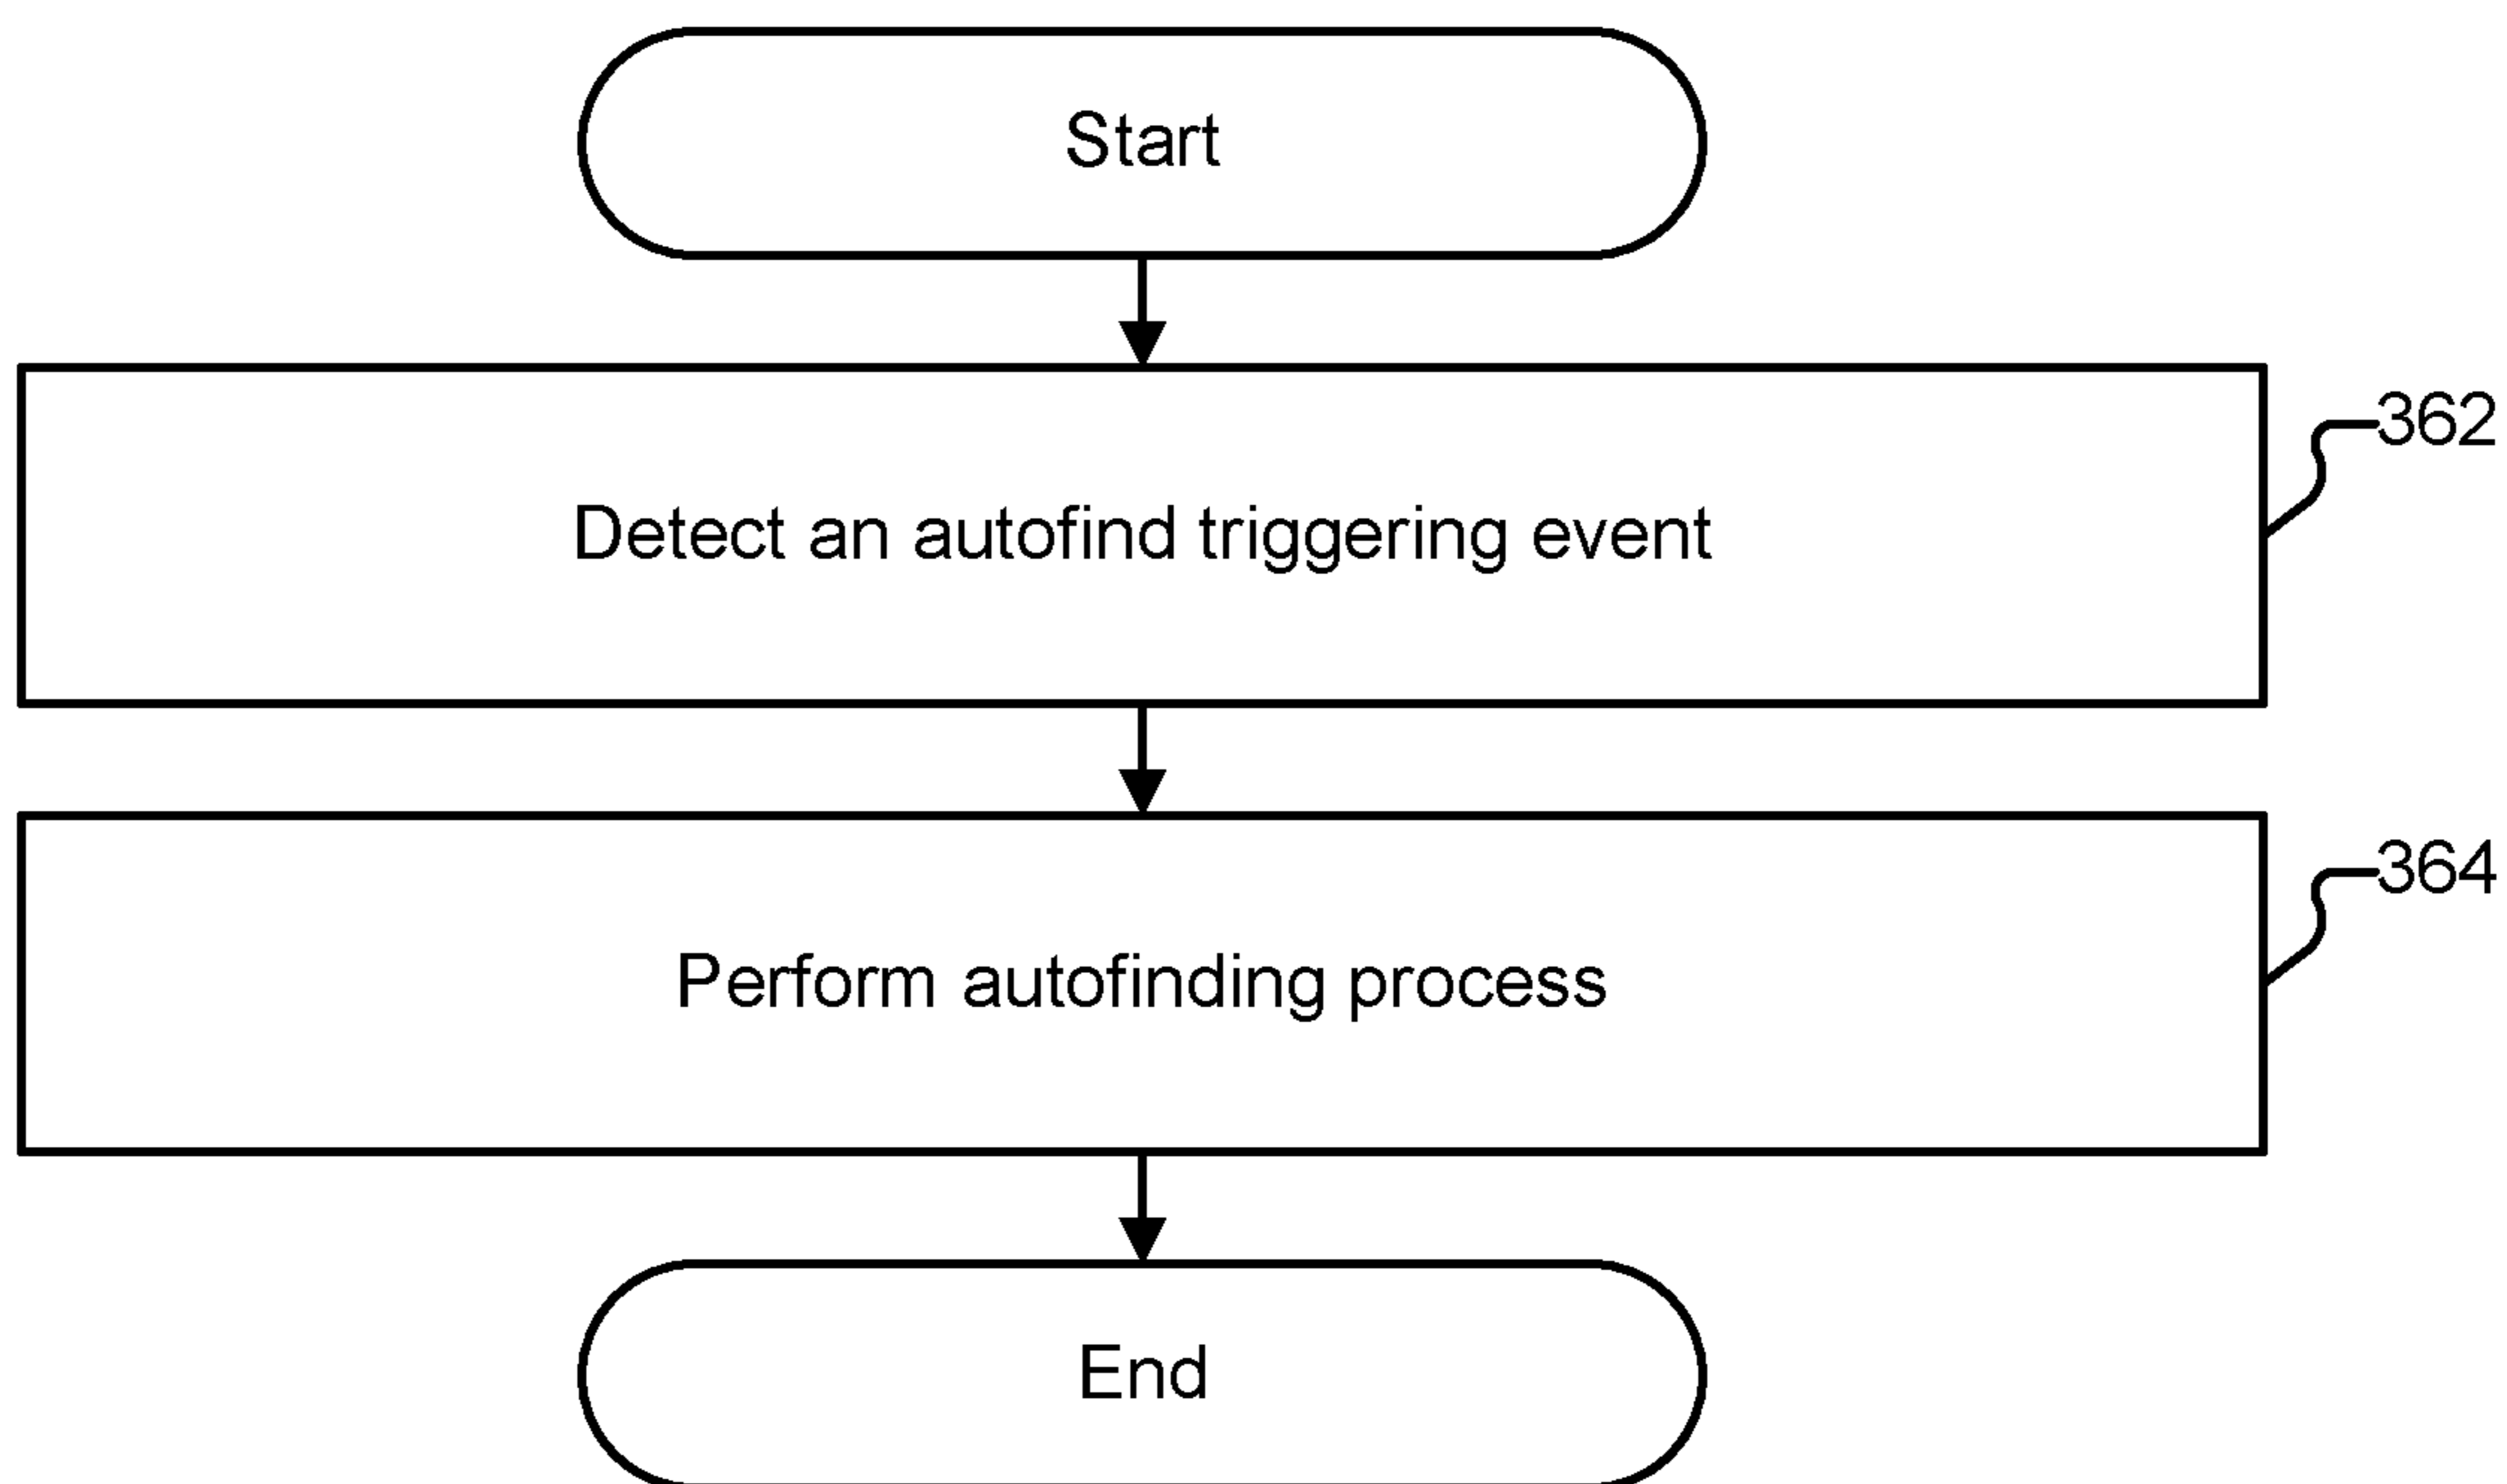 Start
362
Detect an autofind triggering event
364
Perform autofinding process
End